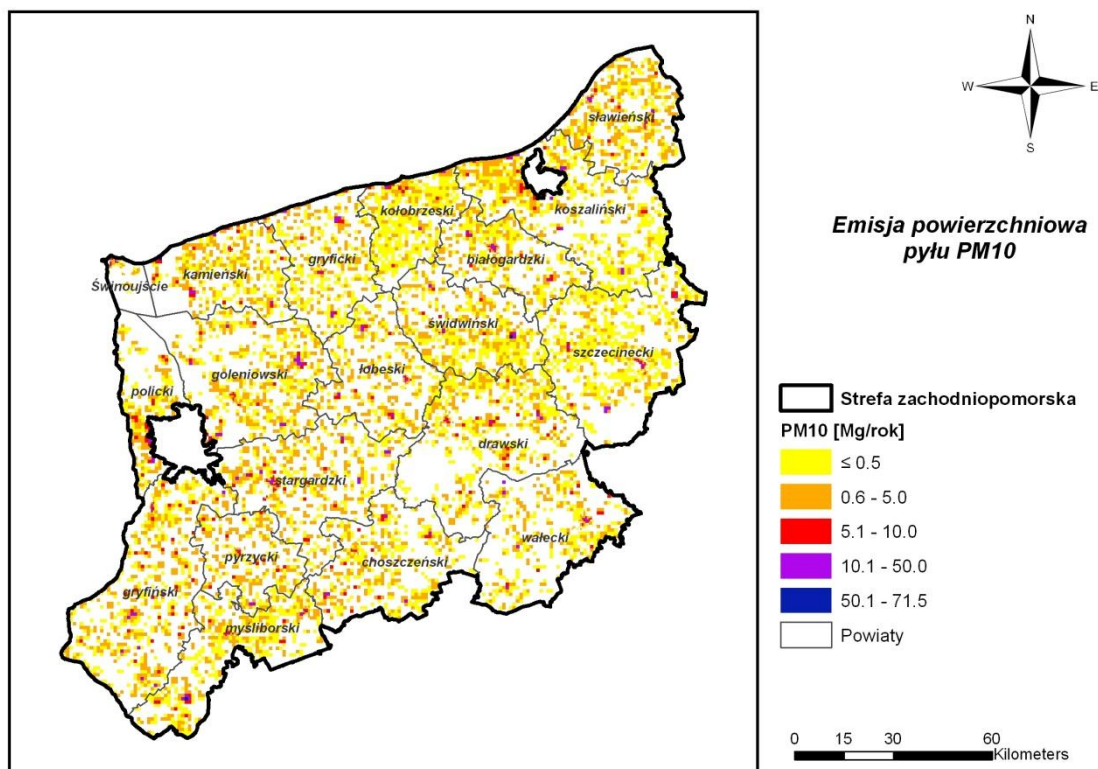 N
W E
S
Emisja powierzchniowa
pyłu PM10
sławieński
koszaliński
kołobrzeski
białogardzki
gryficki
kamieński
Świnoujście
świdwiński
szczecinecki
goleniowski
łobeski
policki
drawski
stargardzki
wałecki
pyrzycki
choszczeński
gryfiński
myśliborski
Strefa zachodniopomorska
PM10 [Mg/rok]
≤ 0.5
0.6 - 5.0
5.1 - 10.0
10.1 - 50.0
50.1 - 71.5
Powiaty
0 15 30 60
Kilometers